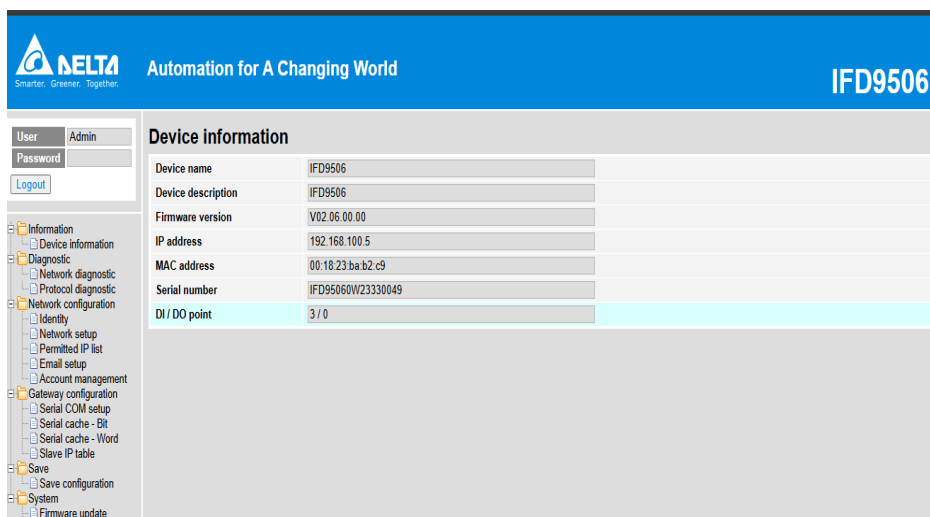 DELTA
Smarter. Greener. Together.
Automation for A Changing World
IFD9506
User Admin
Password
Logout
Information
Device information
Diagnostic
Network diagnostic
Protocol diagnostic
Network configuration
Identity
Network setup
Permitted IP list
Email setup
Account management
Gateway configuration
Serial COM setup
Serial cache - Bit
Serial cache - Word
Slave IP table
Save
Save configuration
System
Firmware update
Device information
Device name IFD9506
Device description IFD9506
Firmware version V02.06.00.00
IP address 192.168.100.5
MAC address 00:18:23:ba:b2:c9
Serial number IFD95060W23330049
DI / DO point 3 / 0